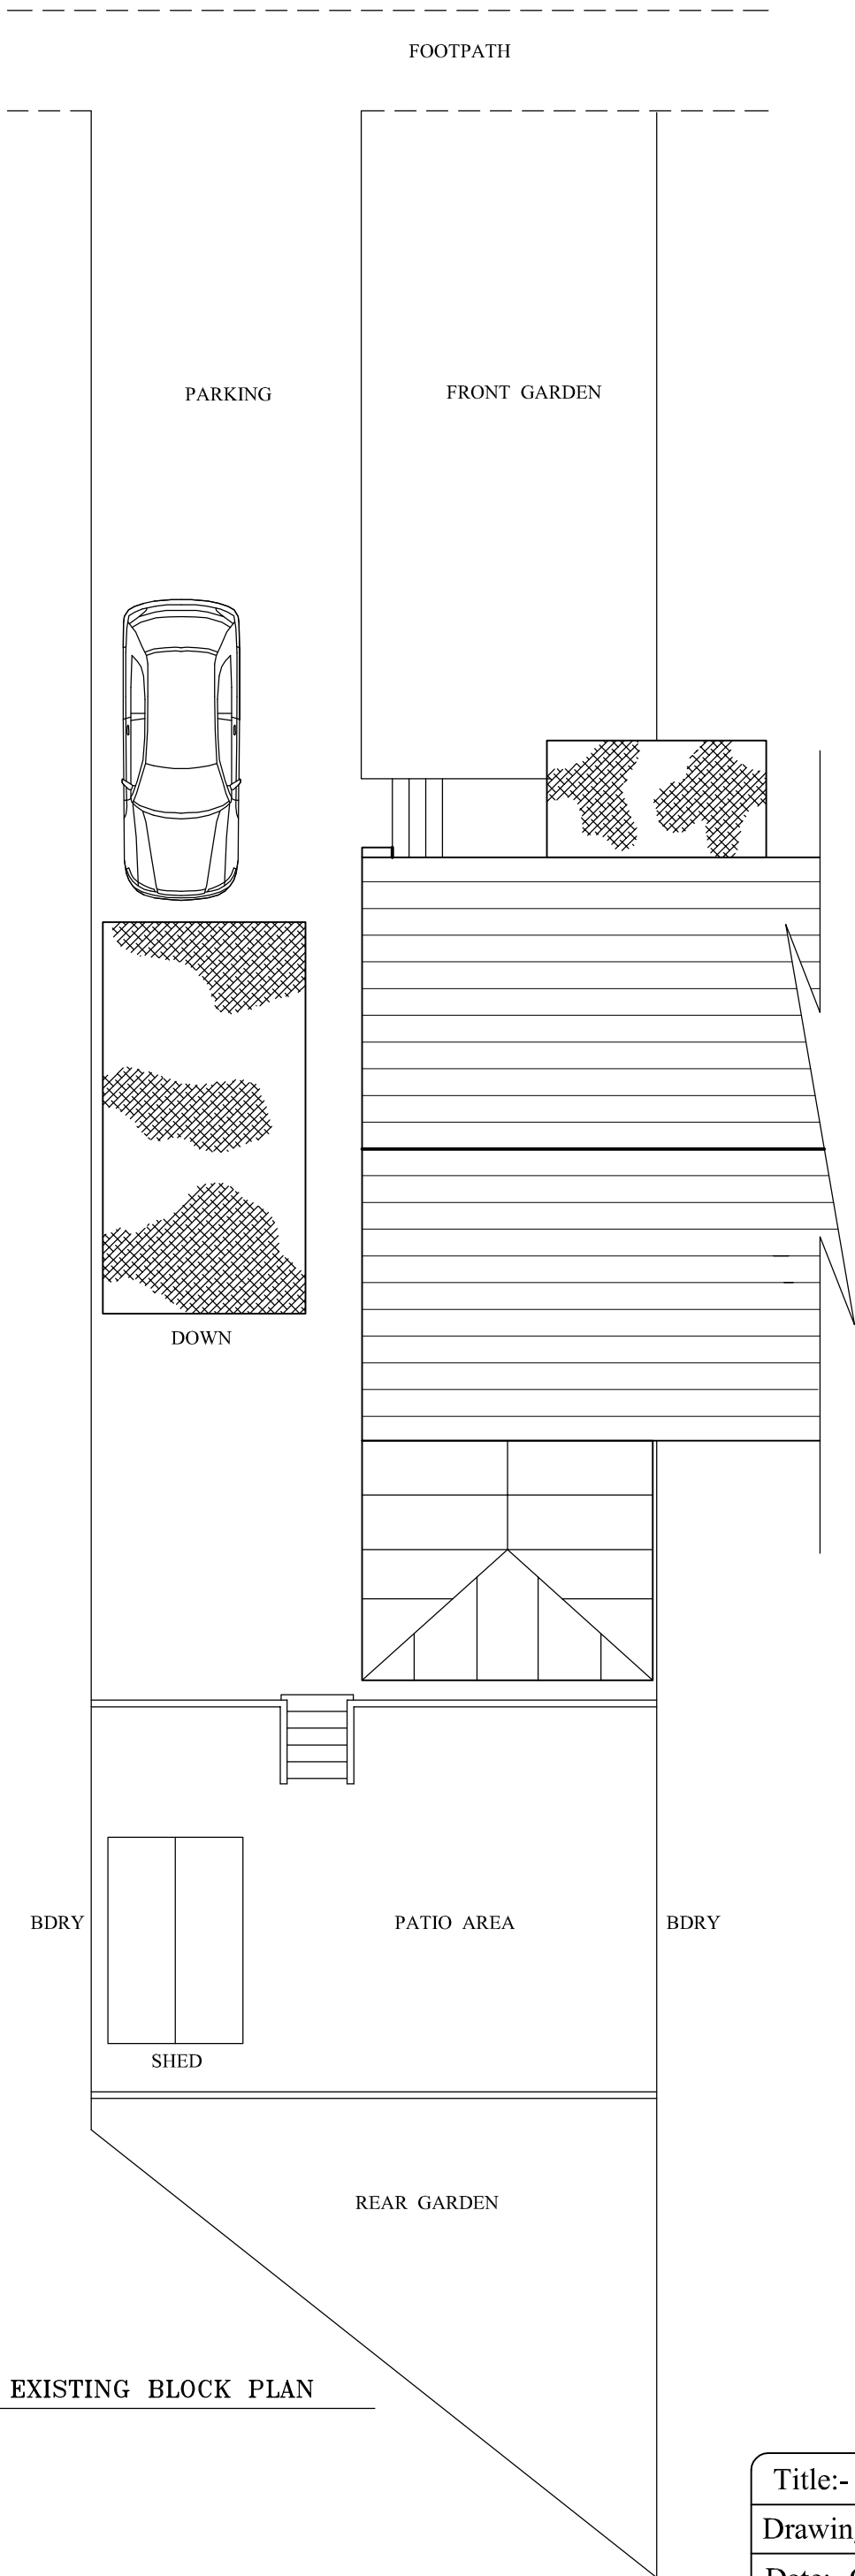 FOOTPATH
PARKING
FRONT GARDEN
DOWN
BDRY
PATIO AREA
BDRY
SHED
REAR GARDEN
EXISTING BLOCK PLAN
Title:-